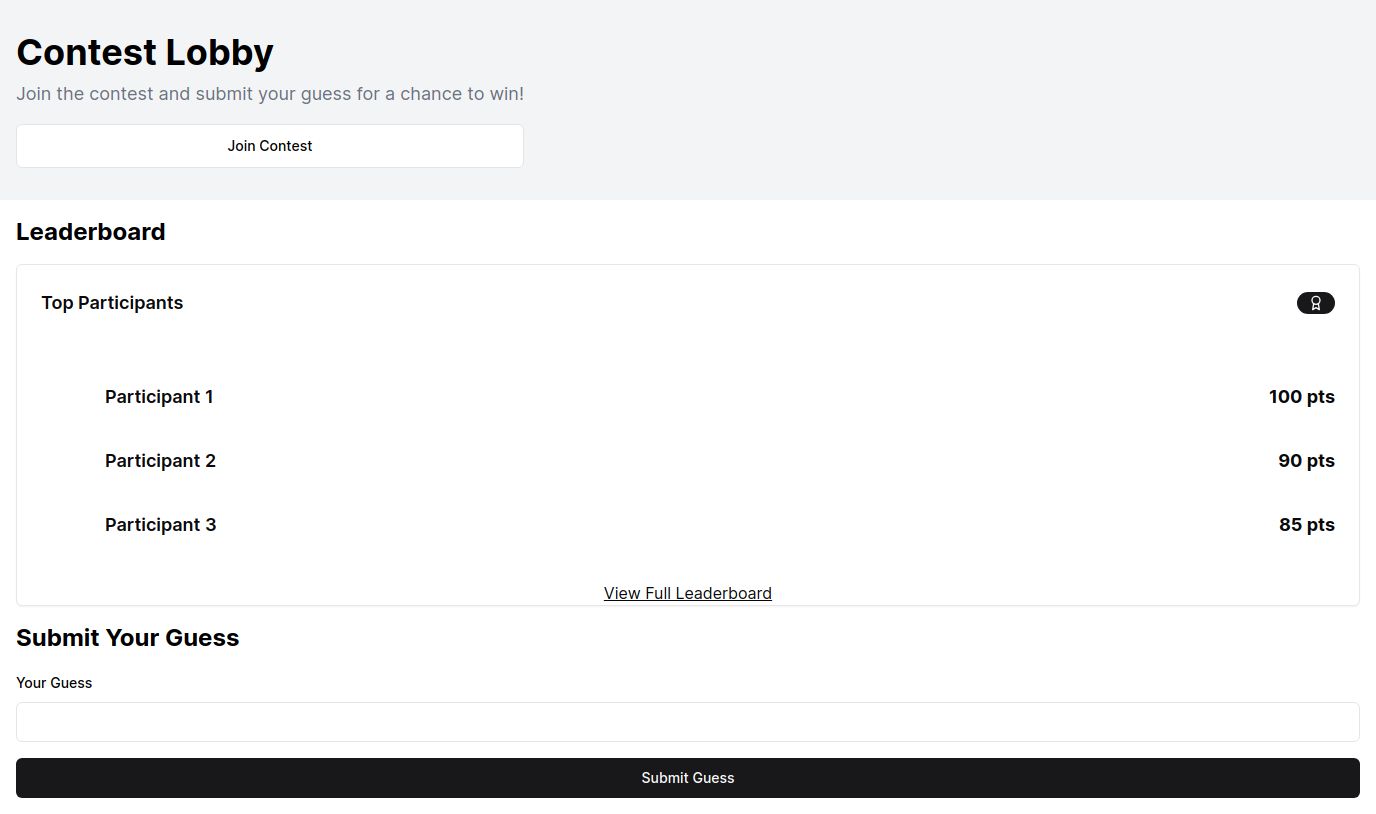 Contest Lobby
Join the contest and submit your guess for a chance to win!
Join Contest
Leaderboard
Top Participants
Participant 1 100 pts
Participant 2 90 pts
Participant 3 85 pts
View Full Leaderboard
Submit Your Guess
Your Guess
Submit Guess